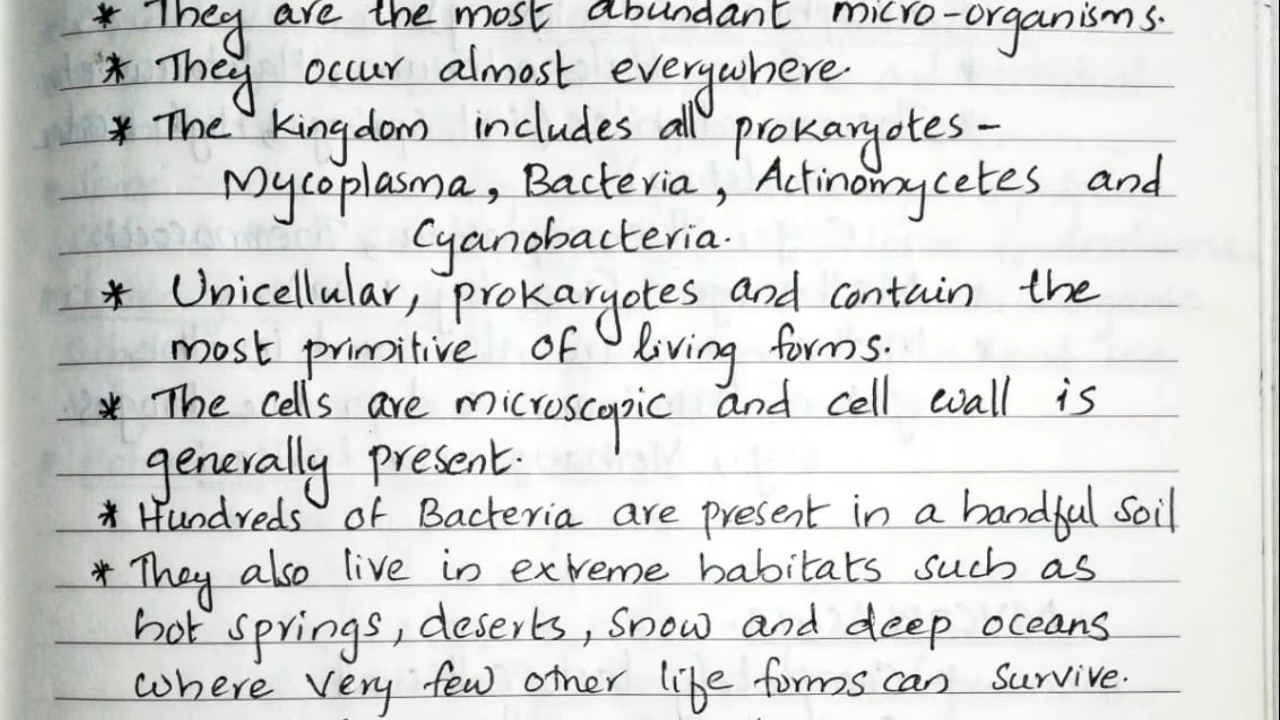 * They are the most abundant micro-organisms.
* They occur almost everywhere.
* The kingdom includes all prokaryotes -
Mycoplasma, Bacteria, Actinomycetes and
Cyanobacteria.
* Unicellular, prokaryotes and contain the
most primitive of living forms.
* The cells are microscopic and cell wall is
generally present.
* Hundreds of Bacteria are present in a handful soil
* They also live in extreme habitats such as
hot springs, deserts, snow and deep oceans
where very few other life forms can survive.